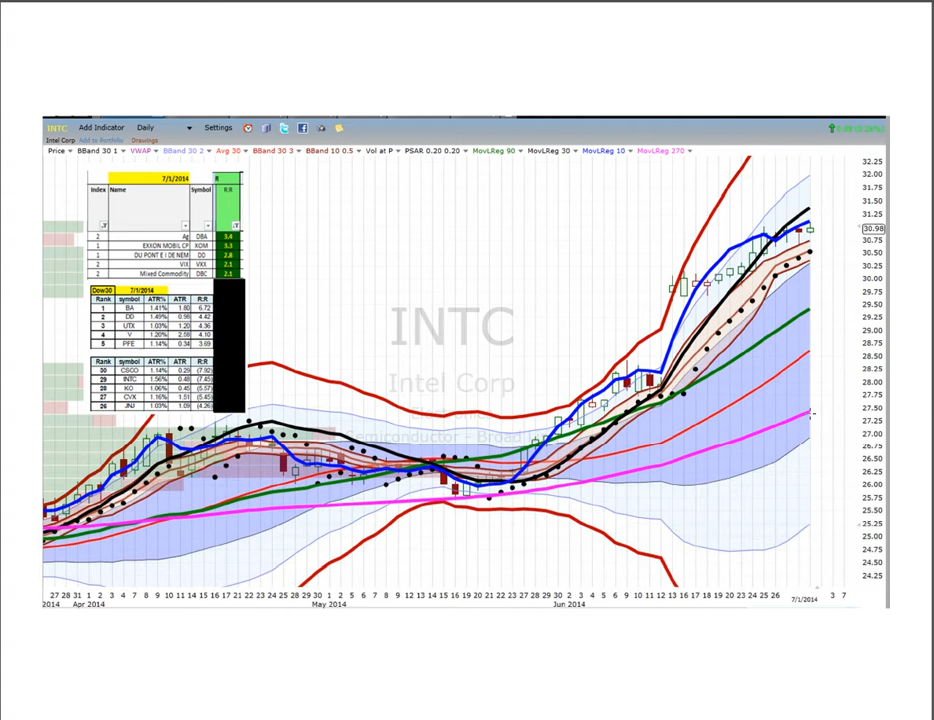 INTC Add Indicator Daily Settings
Intel Corp Add to Portfolio Drawings
Price BBand 30 1 VWAP BBand 30 2 Avg 30 BBand 30 3 BBand 10 0.5 Vol at P PSAR 0.20 0.20 MovLReg 90 MovLReg 30 MovLReg 10 MovLReg 270
7/1/2014 R
Index Name Symbol R:R
2 Ag DBA 3.4
1 EXXON MOBIL CP XOM 3.3
1 DU PONT E I DE NEM DD 2.8
2 VIX VXX 2.1
2 Mixed Commodity DBC 2.1
Dow30 7/1/2014
Rank symbol ATR% ATR R:R
1 BA 1.41% 1.80 6.72
2 DD 1.49% 0.98 4.42
3 UTX 1.03% 1.20 4.36
4 V 1.20% 2.58 4.10
5 PFE 1.14% 0.34 3.69
Rank symbol ATR% ATR R:R
30 CSCO 1.14% 0.29 (7.92)
29 INTC 1.56% 0.48 (7.45)
28 KO 1.06% 0.45 (5.57)
27 CVX 1.16% 1.51 (5.45)
26 JNJ 1.03% 1.09 (4.26)
INTC
Intel Corp
Semiconductor - Broad
32.25
32.00
31.75
31.50
31.25
30.98
30.75
30.50
30.25
30.00
29.75
29.50
29.25
29.00
28.75
28.50
28.25
28.00
27.75
27.50
27.25
27.00
26.75
26.50
26.25
26.00
25.75
25.50
25.25
25.00
24.75
24.50
24.25
27 28 31 1 2 3 4 7 8 9 10 11 14 15 16 17 21 22 23 24 25 28 29 30 1 2 5 6 7 8 9 12 13 14 15 16 19 20 21 22 23 27 28 29 30 2 3 4 5 6 9 10 11 12 13 16 17 18 19 20 23 24 25 26 7/1/2014 3 7
2014 Apr 2014 May 2014 Jun 2014